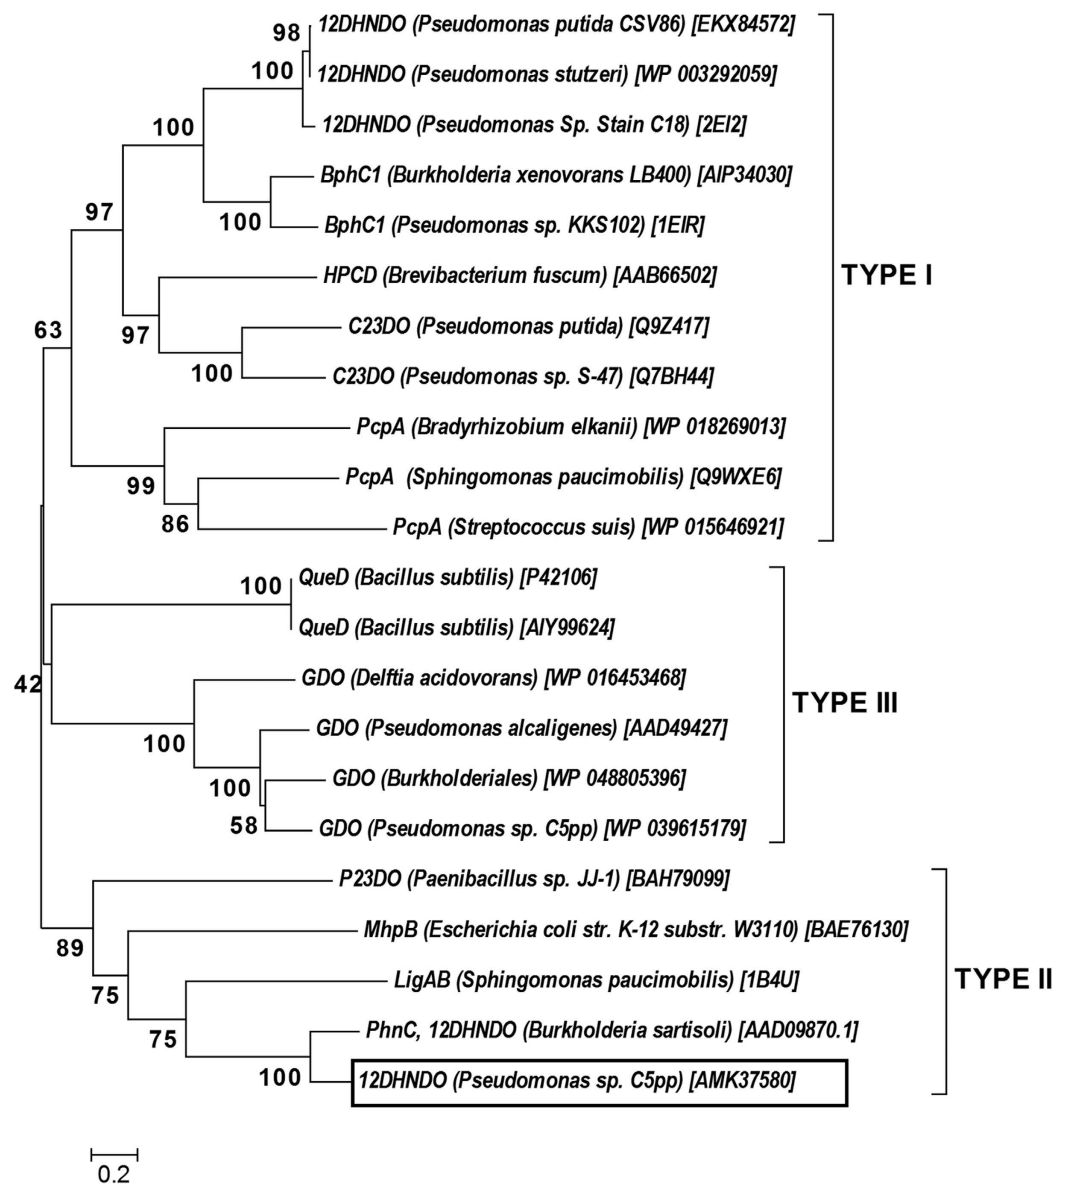 98
12DHNDO (Pseudomonas putida CSV86) [EKX84572]
100
12DHNDO (Pseudomonas stutzeri) [WP 003292059]
100
12DHNDO (Pseudomonas Sp. Stain C18) [2EI2]
BphC1 (Burkholderia xenovorans LB400) [AIP34030]
97
100
BphC1 (Pseudomonas sp. KKS102) [1EIR]
HPCD (Brevibacterium fuscum) [AAB66502]
TYPE I
63
97
C23DO (Pseudomonas putida) [Q9Z417]
100
C23DO (Pseudomonas sp. S-47) [Q7BH44]
PcpA (Bradyrhizobium elkanii) [WP 018269013]
99
PcpA (Sphingomonas paucimobilis) [Q9WXE6]
86
PcpA (Streptococcus suis) [WP 015646921]
100
QueD (Bacillus subtilis) [P42106]
QueD (Bacillus subtilis) [AIY99624]
42
GDO (Delftia acidovorans) [WP 016453468]
TYPE III
100
GDO (Pseudomonas alcaligenes) [AAD49427]
100
GDO (Burkholderiales) [WP 048805396]
58
GDO (Pseudomonas sp. C5pp) [WP 039615179]
P23DO (Paenibacillus sp. JJ-1) [BAH79099]
89
MhpB (Escherichia coli str. K-12 substr. W3110) [BAE76130]
75
LigAB (Sphingomonas paucimobilis) [1B4U]
TYPE II
75
PhnC, 12DHNDO (Burkholderia sartisoli) [AAD09870.1]
100
12DHNDO (Pseudomonas sp. C5pp) [AMK37580]
0.2